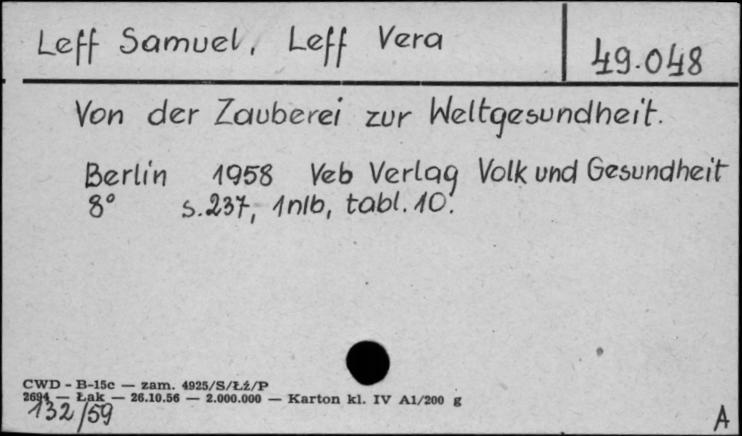 Leff Samuel, Leff Vera
49.048
Von der Zauberei zur Weltgesundheit.
Berlin 1958 Veb Verlag Volk und Gesundheit
8° s. 237, 1nlb, tabl. 10.
CWD - B-15c — zam. 4925/S/Łź/P
2694 — Łak — 26.10.56 — 2.000.000 — Karton kl. IV A1/200 g
132/59
A